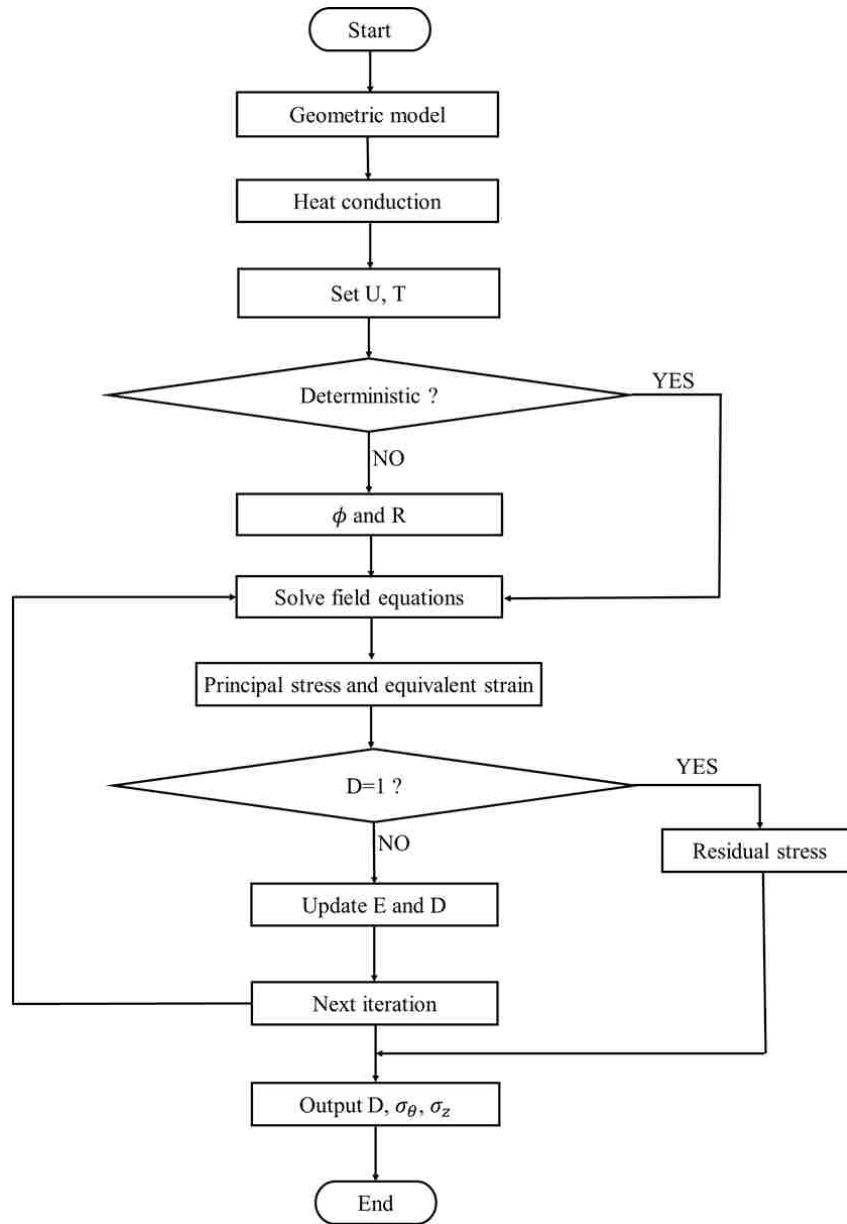 Start
Geometric model
Heat conduction
Set U, T
Deterministic ?
YES
NO
𝜙 and R
Solve field equations
Principal stress and equivalent strain
D=1 ?
YES
NO
Residual stress
Update E and D
Next iteration
Output D, 𝜎𝜃, 𝜎𝑧
End